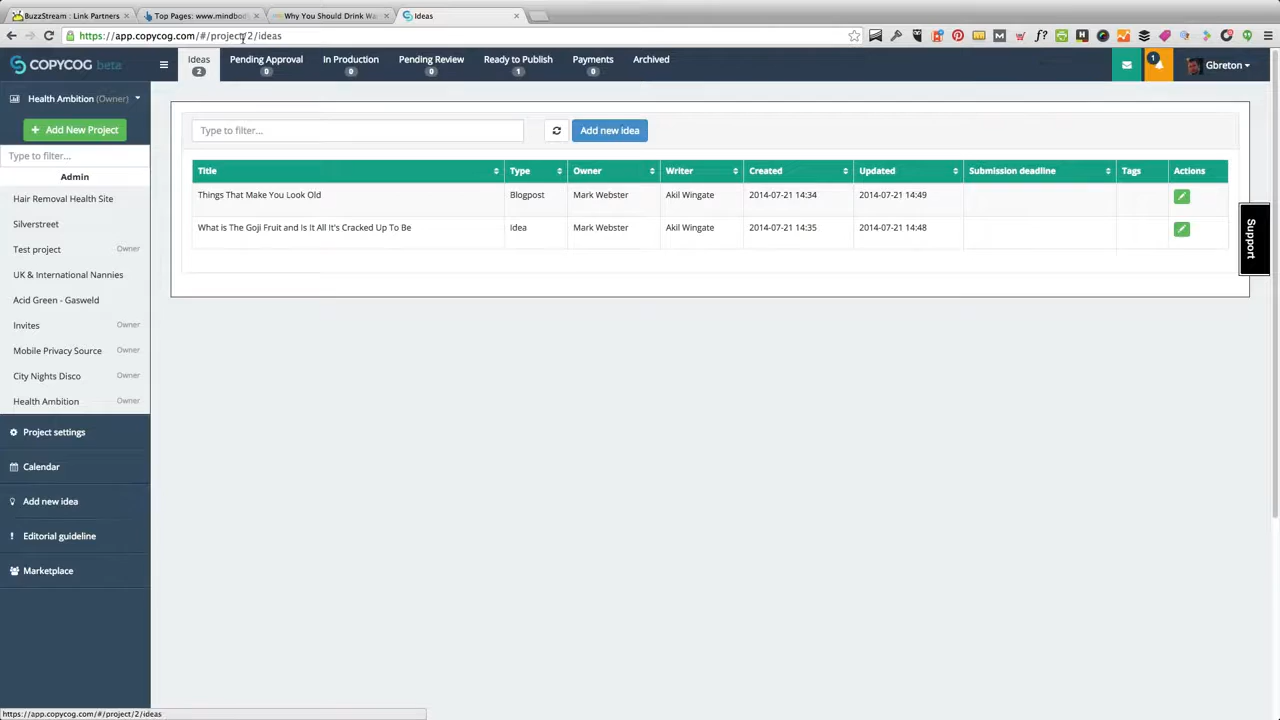 BuzzStream : Link Partners
Top Pages: www.mindbod
Why You Should Drink Wa
Ideas
https://app.copycog.com/#/project/2/ideas
COPYCOG beta
Ideas
2
Pending Approval
0
In Production
0
Pending Review
0
Ready to Publish
1
Payments
0
Archived
1
Gbreton
Health Ambition (Owner)
+ Add New Project
Type to filter...
Admin
Hair Removal Health Site
Silverstreet
Test project Owner
UK & International Nannies
Acid Green - Gasweld
Invites Owner
Mobile Privacy Source Owner
City Nights Disco Owner
Health Ambition Owner
Project settings
Calendar
Add new idea
Editorial guideline
Marketplace
Type to filter...
Add new idea
Title Type Owner Writer Created Updated Submission deadline Tags Actions
Things That Make You Look Old Blogpost Mark Webster Akil Wingate 2014-07-21 14:34 2014-07-21 14:49
What is The Goji Fruit and Is It All It's Cracked Up To Be Idea Mark Webster Akil Wingate 2014-07-21 14:35 2014-07-21 14:48
Support
https://app.copycog.com/#/project/2/ideas